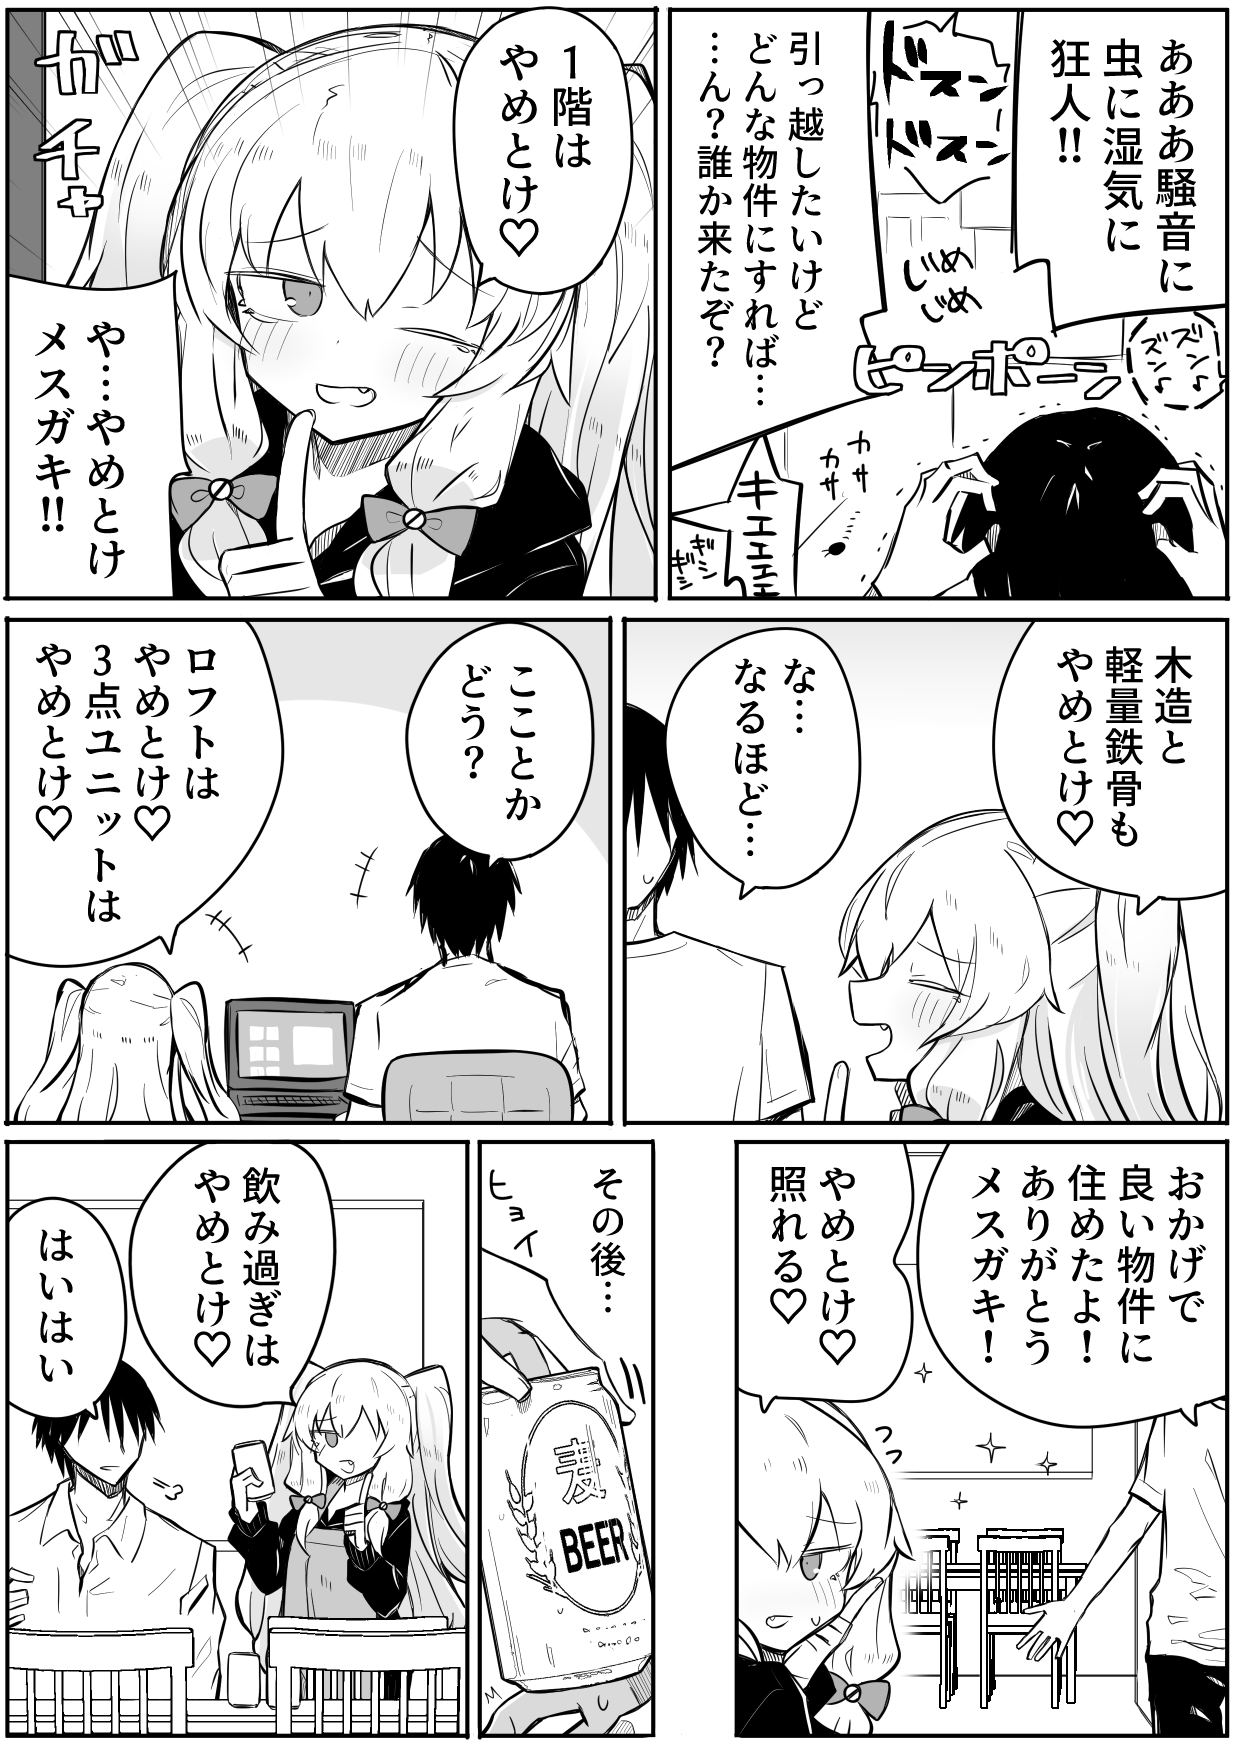 あああ騒音に
虫に湿気に
狂人!!
ドスン
ドスン
じめ
じめ
ズンズン♪
ピンポーン
引っ越したいけど
どんな物件にすれば…
…ん?誰か来たぞ?
カサ
カサ
キエエエエ
ギシ
ギシ
1階は
やめとけ♡
ガチャ
や…やめとけ
メスガキ!!
木造と
軽量鉄骨も
やめとけ♡
な…
なるほど…
こことか
どう?
ロフトは
やめとけ♡
3点ユニットは
やめとけ♡
おかげで
良い物件に
住めたよ!
ありがとう
メスガキ!
やめとけ♡
照れる♡
その後…
ヒョイ
麦
BEER
飲み過ぎは
やめとけ♡
はいはい